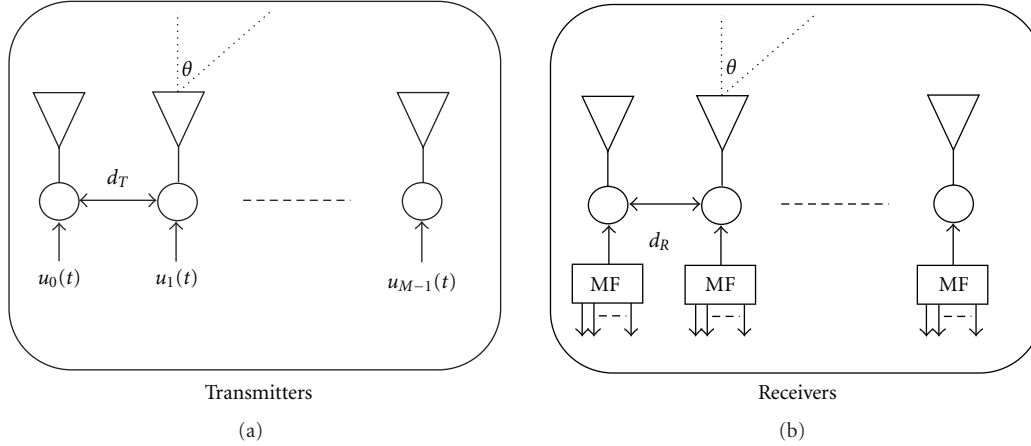 θ
d_T
u_0(t)
u_1(t)
u_{M−1}(t)
Transmitters
(a)
θ
d_R
MF
MF
MF
Receivers
(b)